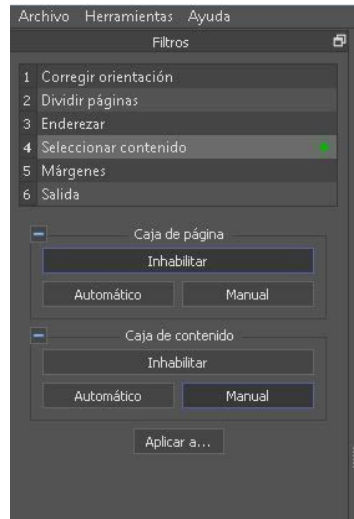 Archivo Herramientas Ayuda
Filtros
1 Corregir orientación
2 Dividir páginas
3 Enderezar
4 Seleccionar contenido
5 Márgenes
6 Salida
Caja de página
Inhabilitar
Automático Manual
Caja de contenido
Inhabilitar
Automático Manual
Aplicar a...